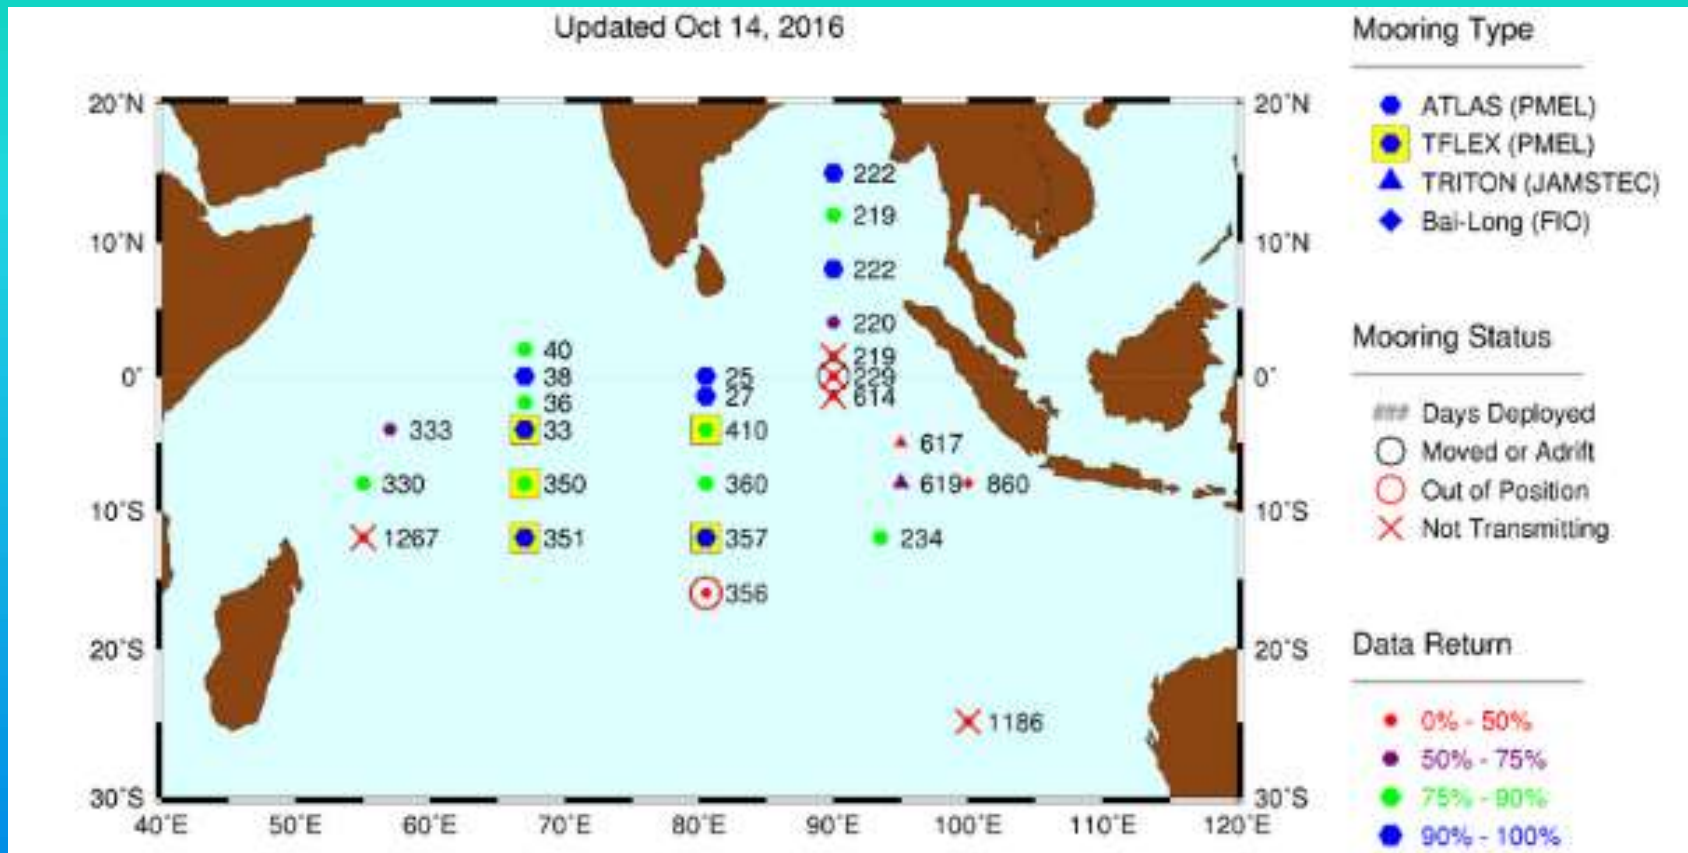 Updated Oct 14, 2016
Mooring Type
ATLAS (PMEL)
TFLEX (PMEL)
TRITON (JAMSTEC)
Bai-Long (FIO)
Mooring Status
### Days Deployed
Moved or Adrift
Out of Position
Not Transmitting
Data Return
0% - 50%
50% - 75%
75% - 90%
90% - 100%
20°N 20°N
222
219
10°N 10°N
222
220
40 219
0° 38 25 229 0°
36 27 614
333 33 410 617
330 350 360 619 860
10°S 10°S
1267 351 357 234
356
20°S 20°S
1186
30°S 30°S
40°E 50°E 60°E 70°E 80°E 90°E 100°E 110°E 120°E